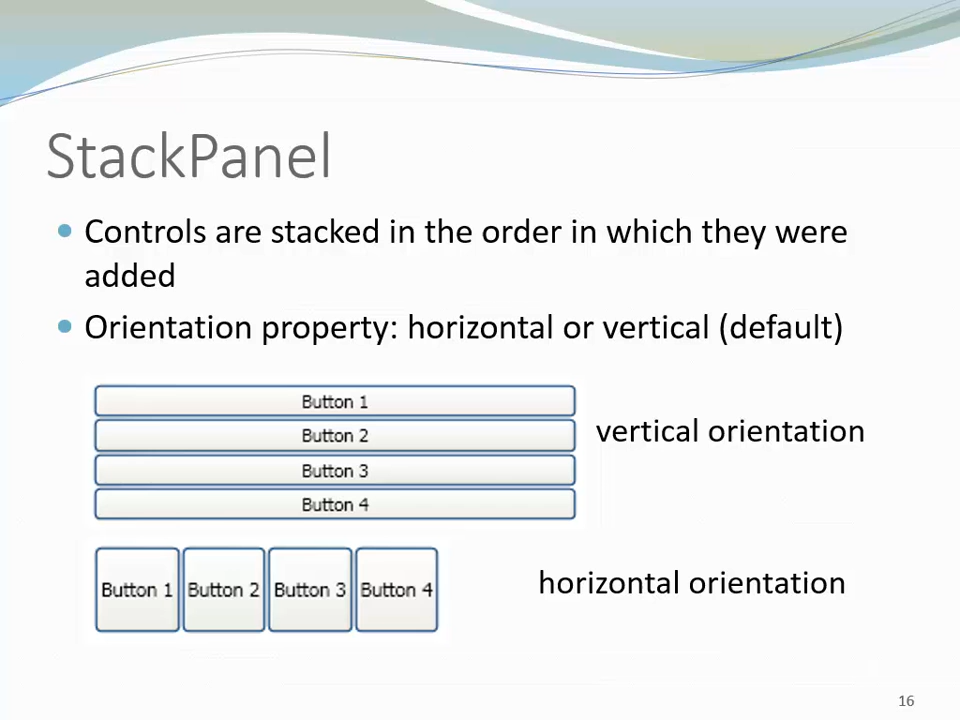 StackPanel
Controls are stacked in the order in which they were
added
Orientation property: horizontal or vertical (default)
Button 1
Button 2
Button 3
Button 4
vertical orientation
Button 1 Button 2 Button 3 Button 4
horizontal orientation
16